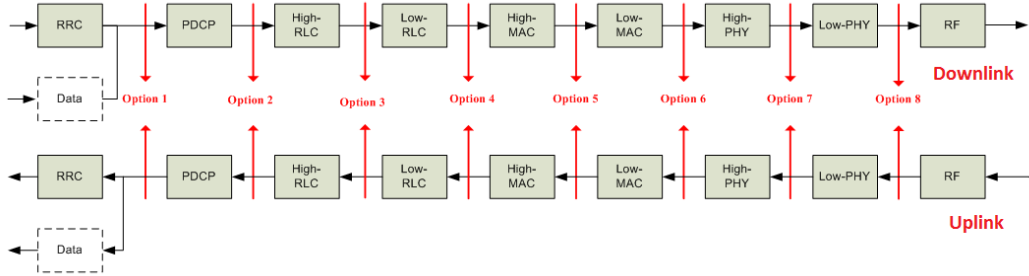 RRC
PDCP
High-
RLC
Low-
RLC
High-
MAC
Low-
MAC
High-
PHY
Low-PHY
RF
Downlink
Data
Option 1
Option 2
Option 3
Option 4
Option 5
Option 6
Option 7
Option 8
RRC
PDCP
High-
RLC
Low-
RLC
High-
MAC
Low-
MAC
High-
PHY
Low-PHY
RF
Uplink
Data